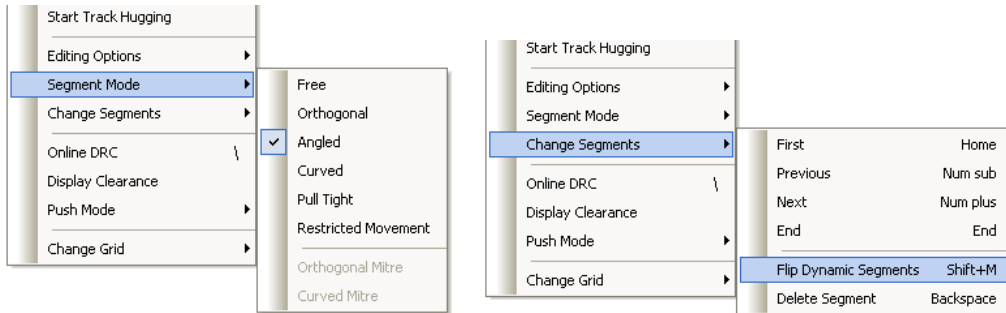 Start Track Hugging
Editing Options
Segment Mode
Change Segments
Online DRC \
Display Clearance
Push Mode
Change Grid
Free
Orthogonal
Angled
Curved
Pull Tight
Restricted Movement
Orthogonal Mitre
Curved Mitre
Start Track Hugging
Editing Options
Segment Mode
Change Segments
Online DRC \
Display Clearance
Push Mode
Change Grid
First Home
Previous Num sub
Next Num plus
End End
Flip Dynamic Segments Shift+M
Delete Segment Backspace